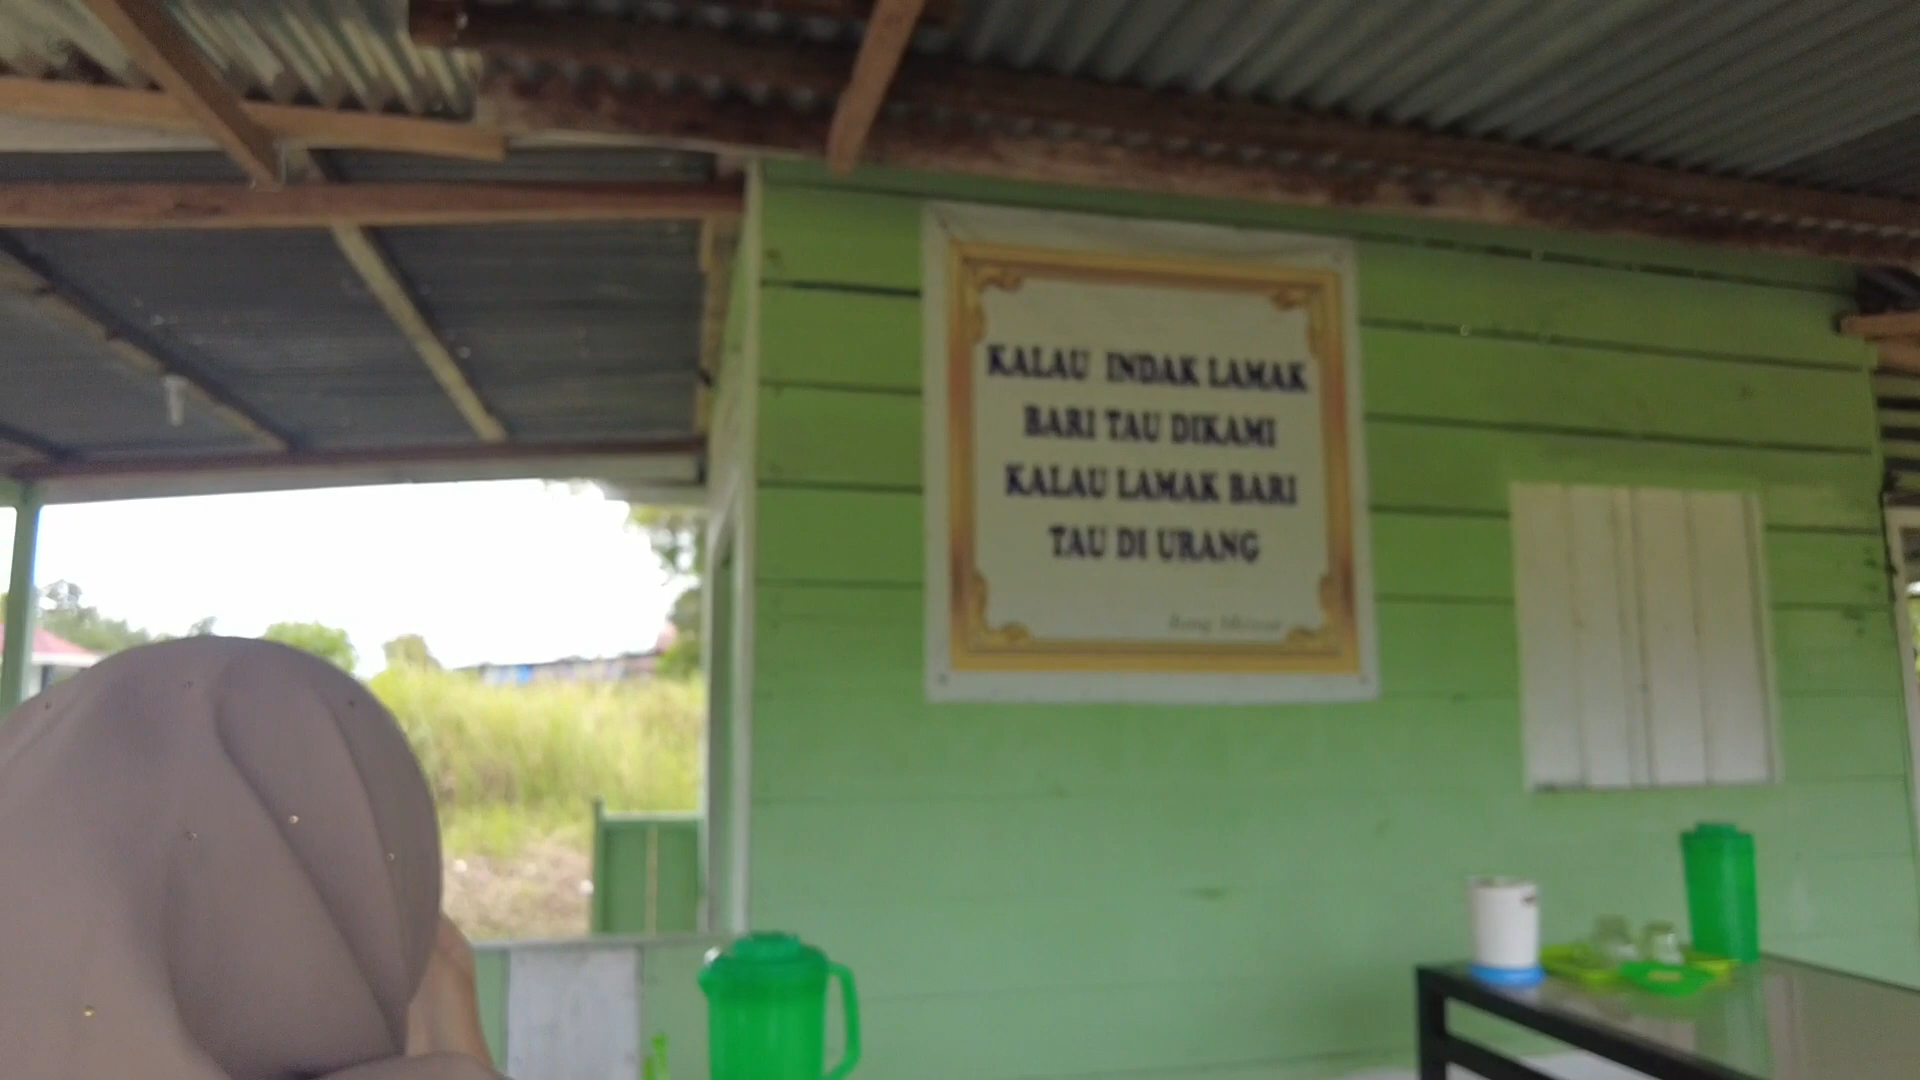 KALAU INDAK LAMAK
BARI TAU DIKAMI
KALAU LAMAK BARI
TAU DI URANG